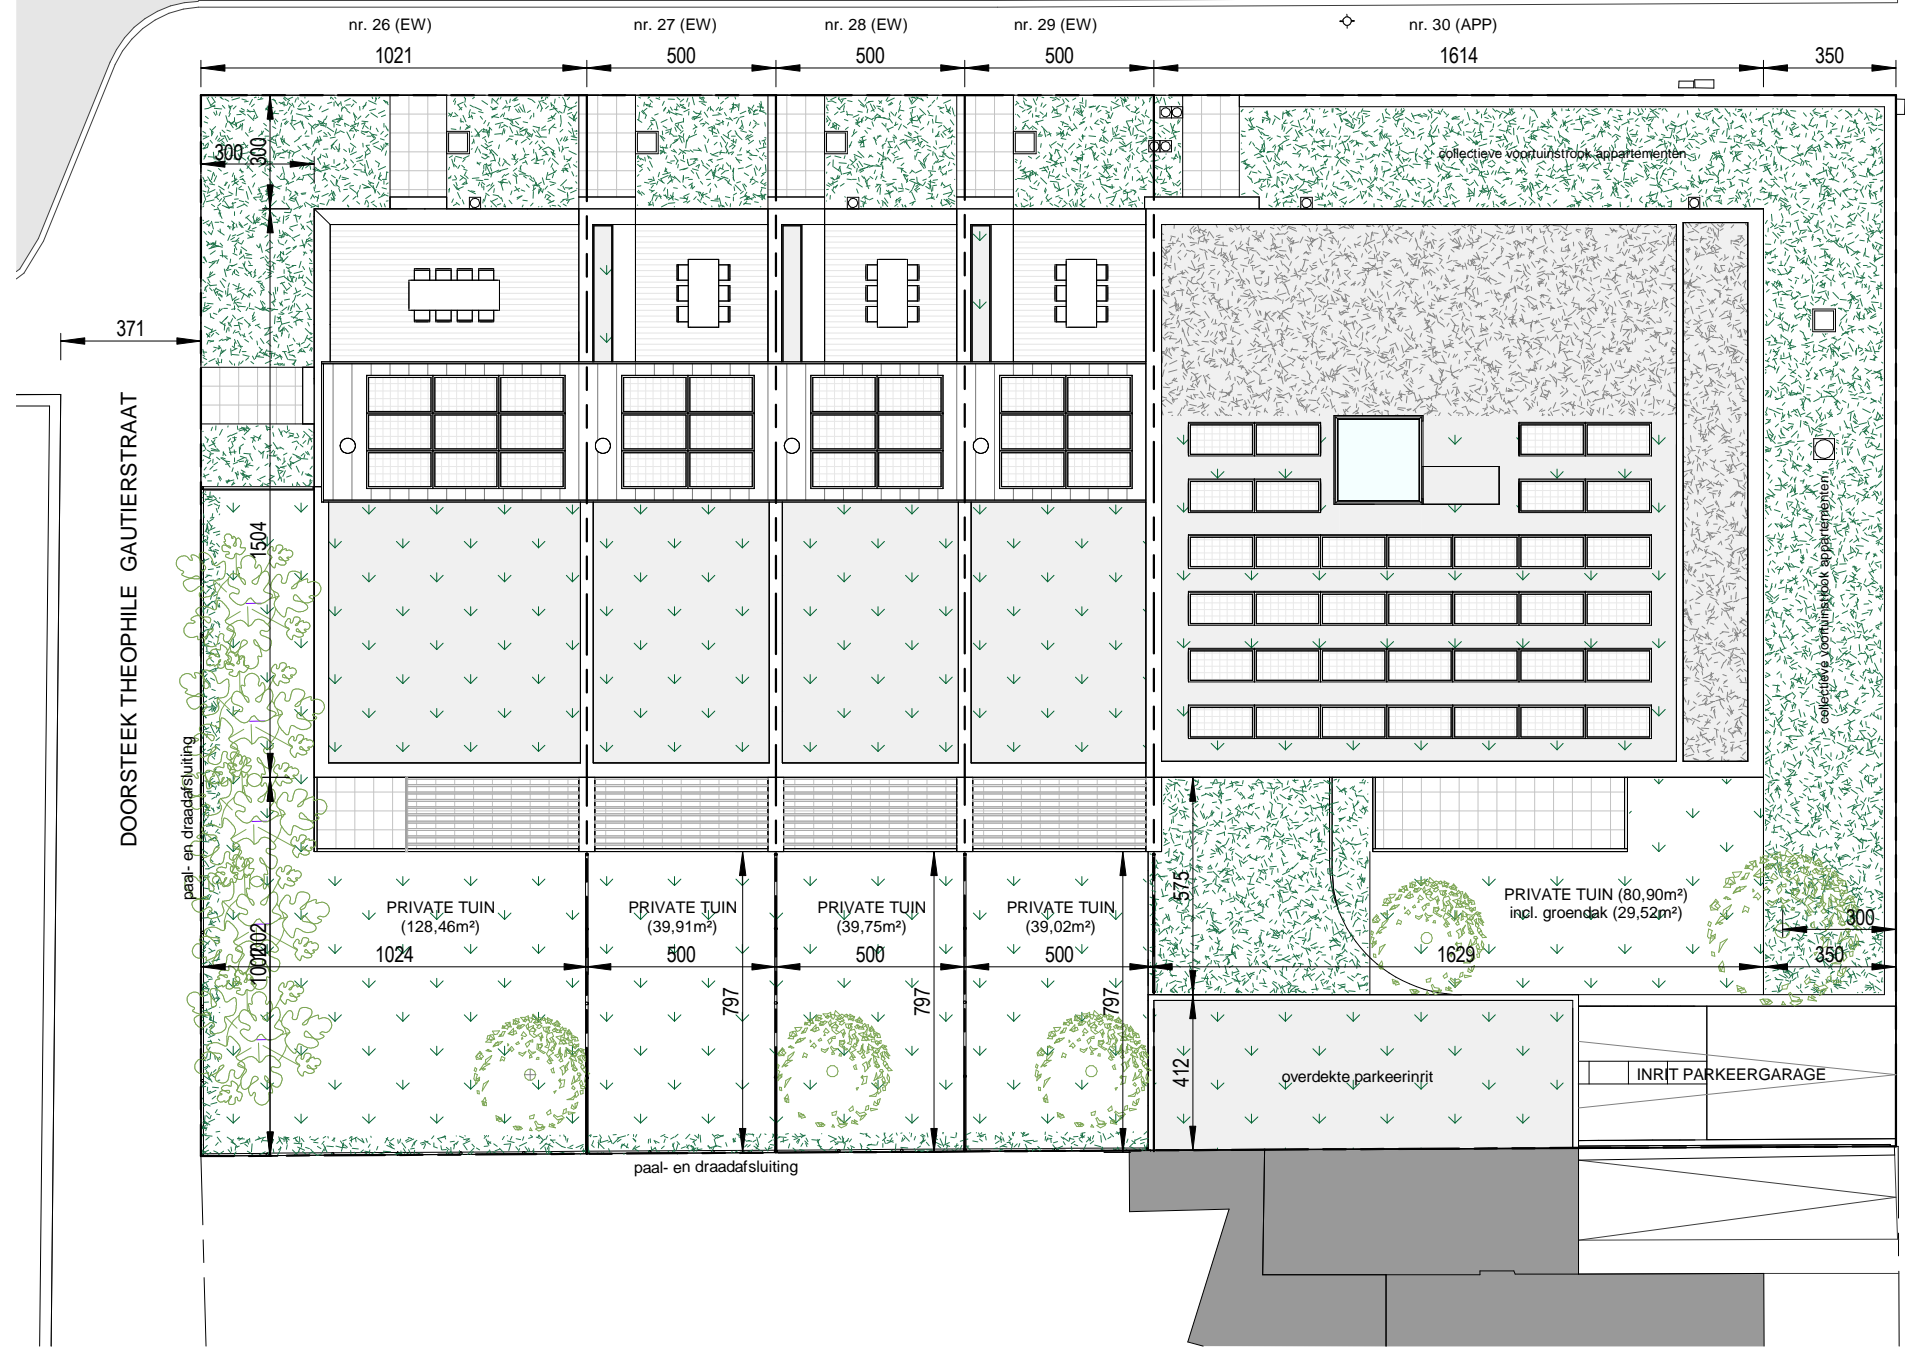 nr. 26 (EW)
nr. 27 (EW)
nr. 28 (EW)
nr. 29 (EW)
nr. 30 (APP)
1021
500
500
500
1614
350
300
300
collectieve voortuinstrook appartementen
371
DOORSTEEK THEOPHILE GAUTIERSTRAAT
1504
collectieve voortuinstrook appartementen
paal- en draadafsluiting
575
PRIVATE TUIN
(128,46m²)
PRIVATE TUIN
(39,91m²)
PRIVATE TUIN
(39,75m²)
PRIVATE TUIN
(39,02m²)
PRIVATE TUIN (80,90m²)
incl. groendak (29,52m²)
300
1024
500
500
500
1629
350
797
797
797
412
overdekte parkeerinrit
INRIT PARKEERGARAGE
paal- en draadafsluiting